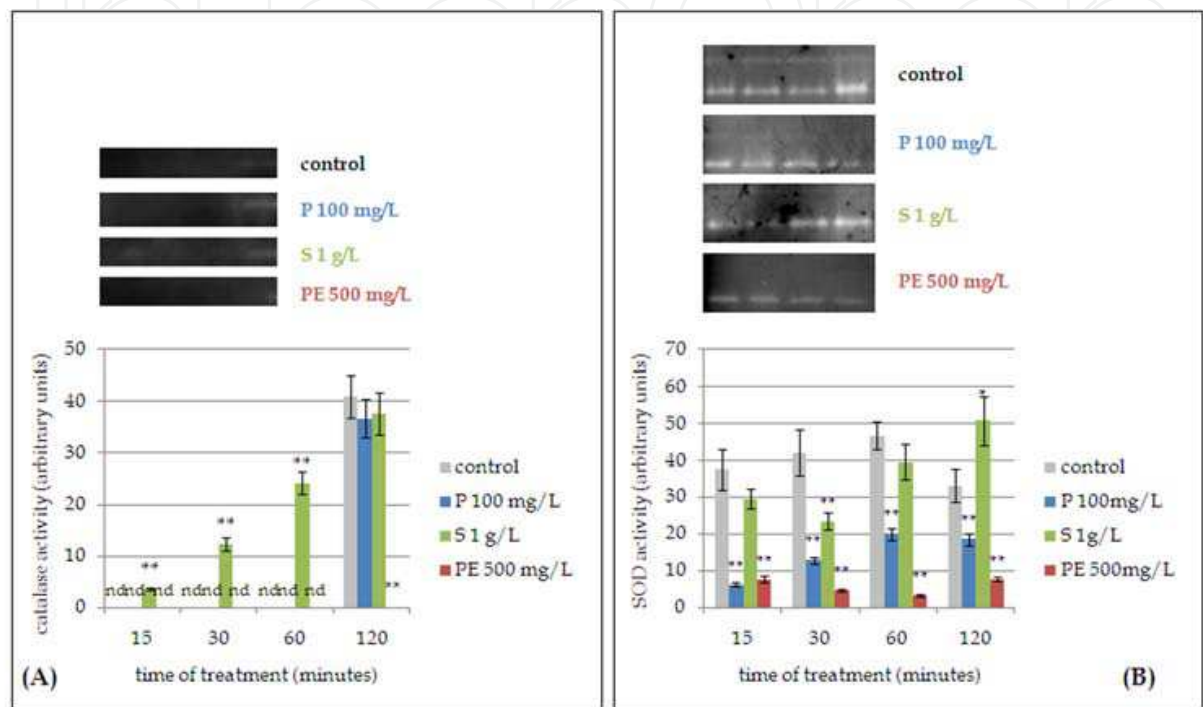 control
P 100 mg/L
S 1 g/L
PE 500 mg/L
catalase activity (arbitrary units)
50
40
30
20
10
0
**
**
**
**
nd nd nd nd nd nd nd nd nd
15 30 60 120
time of treatment (minutes)
control
P 100 mg/L
S 1 g/L
PE 500 mg/L
(A)
control
P 100 mg/L
S 1 g/L
PE 500 mg/L
SOD activity (arbitrary units)
70
60
50
40
30
20
10
0
** ** ** ** ** ** ** * ** **
15 30 60 120
time of treatment (minutes)
control
P 100mg/L
S 1g/L
PE 500mg/L
(B)